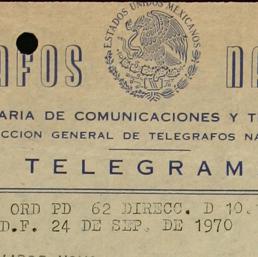 ESTADOS UNIDOS MEXICANOS
AFOS NA
ARIA DE COMUNICACIONES Y T
CCION GENERAL DE TELEGRAFOS NA
TELEGRAM
ORD PD 62 DIRECC. D 10.
D.F. 24 DE SEP. DE 1970